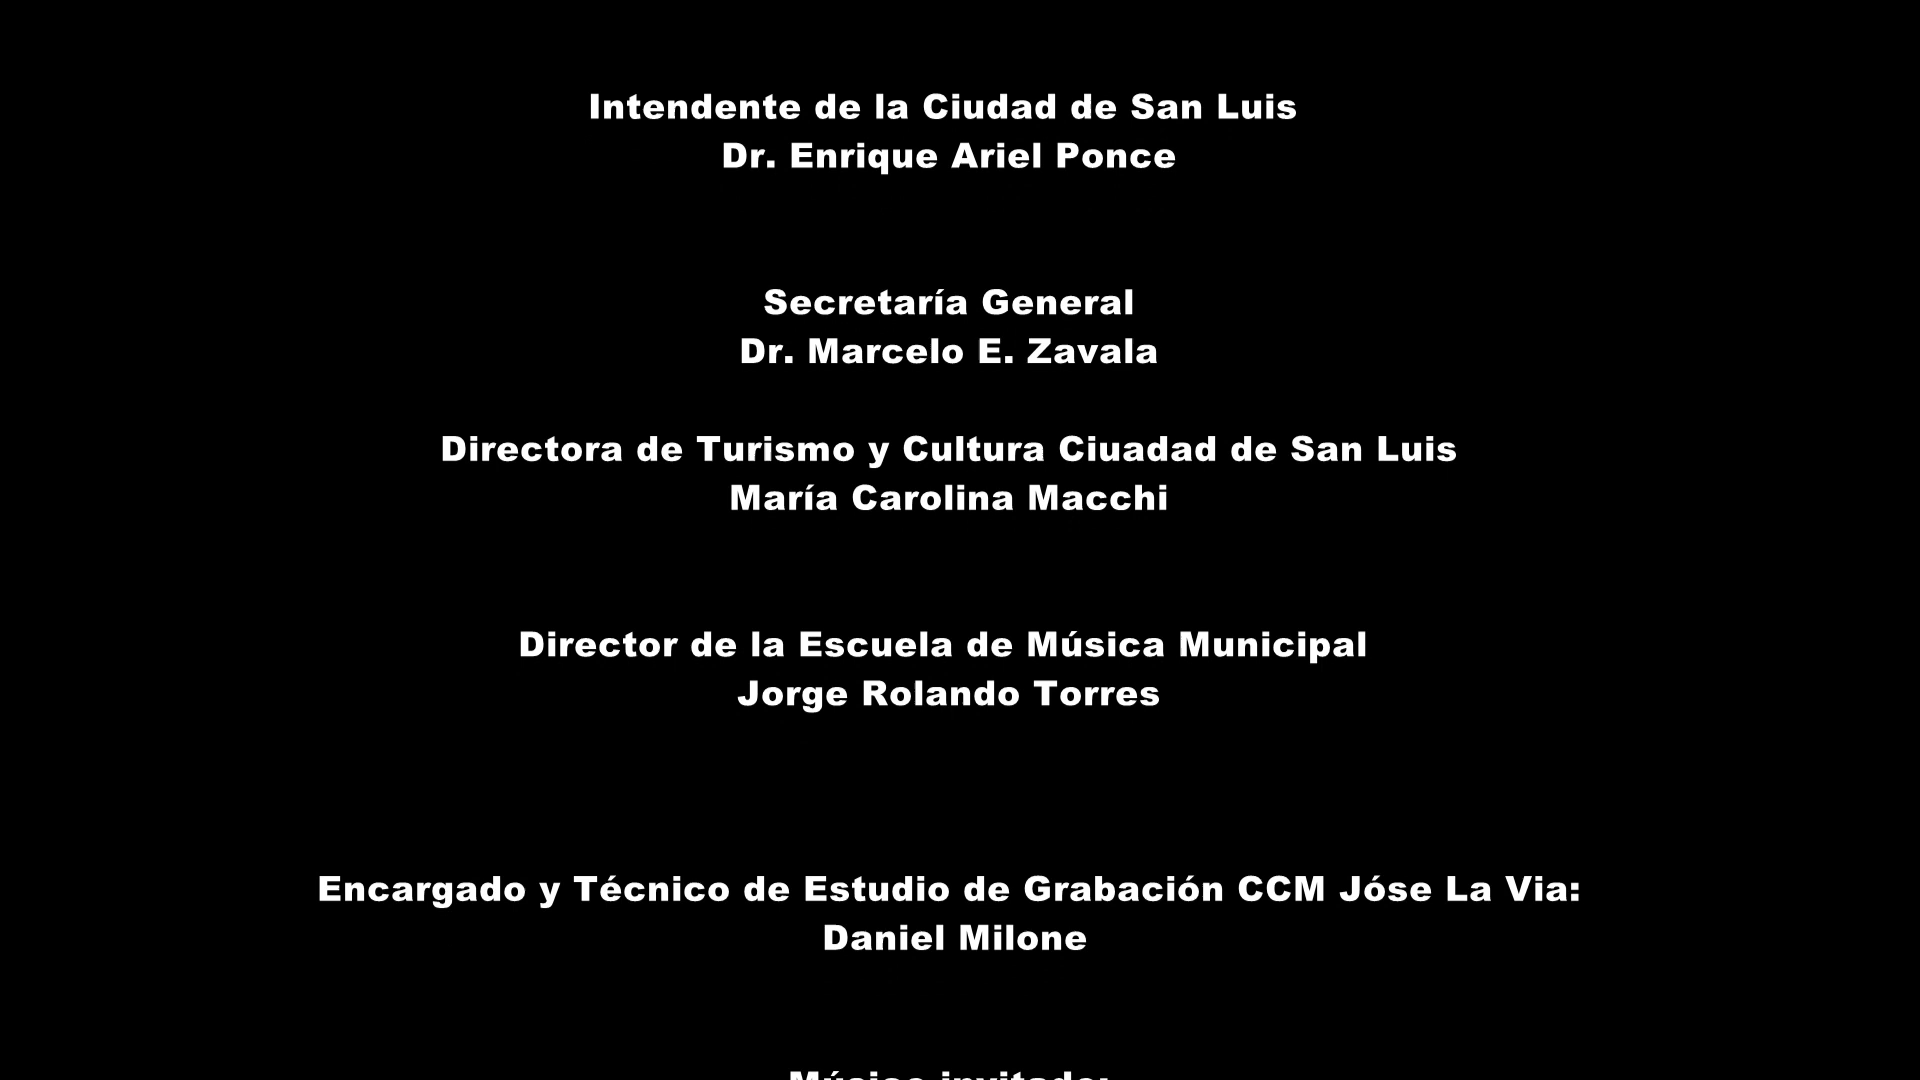 Intendente de la Ciudad de San Luis
Dr. Enrique Ariel Ponce
Secretaría General
Dr. Marcelo E. Zavala
Directora de Turismo y Cultura Ciuadad de San Luis
María Carolina Macchi
Director de la Escuela de Música Municipal
Jorge Rolando Torres
Encargado y Técnico de Estudio de Grabación CCM Jóse La Via:
Daniel Milone
Músico invitado: